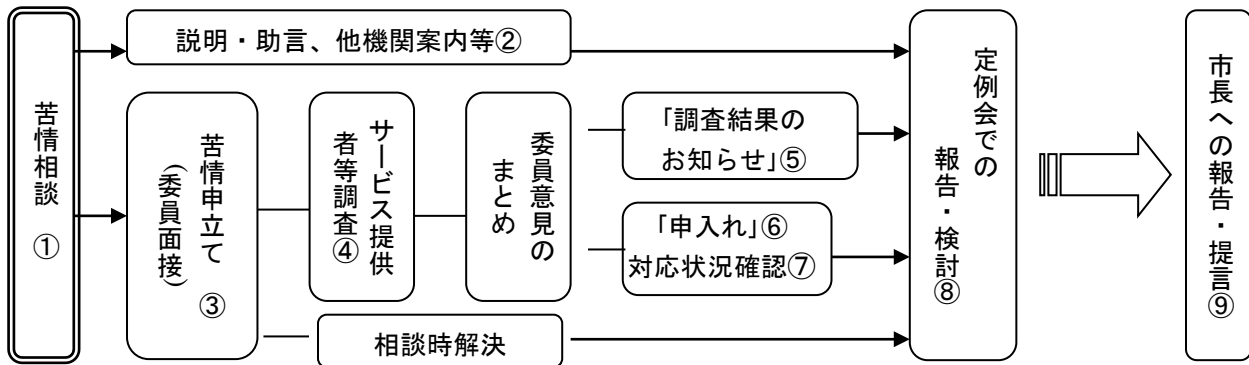 苦情相談 ①
説明・助言、他機関案内等②
苦情申立て
(委員面接) ③
サービス提供
者等調査④
委員意見の
まとめ
「調査結果の
お知らせ」⑤
「申入れ」⑥
対応状況確認⑦
相談時解決
定例会での
報告・検討⑧
市長への報告・提言⑨